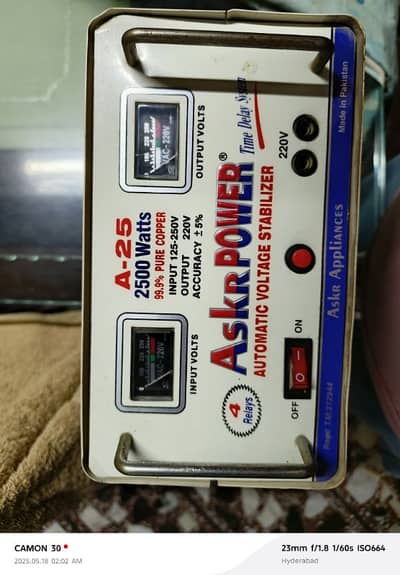 A-25
2500 Watts
99.9% PURE COPPER
INPUT 125-250V
OUTPUT 220V
ACCURACY ± 5%
OUTPUT VOLTS
INPUT VOLTS
ASKR POWER®
Time Delay System
AUTOMATIC VOLTAGE STABILIZER
4
Relays
220V
ON
OFF
Made in Pakistan
ASKR APPLIANCES
CAMON 30
2025.05.18 02:02 AM
23mm f/1.8 1/60s ISO664
Hyderabad